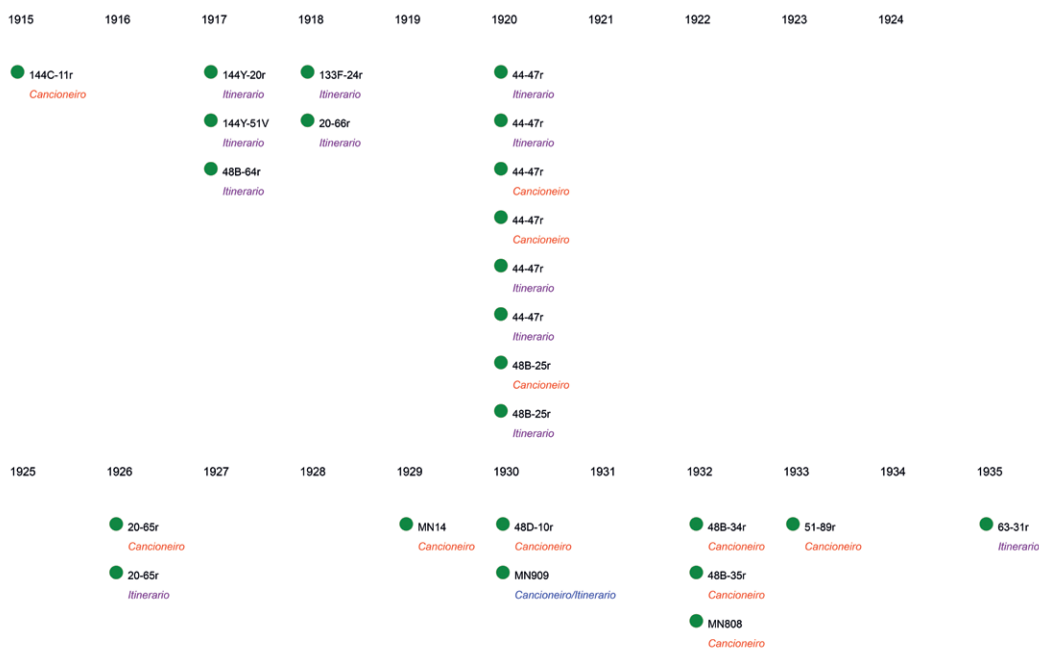 1915 1916 1917 1918 1919 1920 1921 1922 1923 1924
144C-11r 144Y-20r 133F-24r 44-47r
Cancioneiro Itinerario Itinerario Itinerario
144Y-51V 20-66r 44-47r
Itinerario Itinerario Itinerario
48B-64r 44-47r
Itinerario Cancioneiro
44-47r
Cancioneiro
44-47r
Itinerario
44-47r
Itinerario
48B-25r
Cancioneiro
48B-25r
Itinerario
1925 1926 1927 1928 1929 1930 1931 1932 1933 1934 1935
20-65r MN14 48D-10r 48B-34r 51-89r 63-31r
Cancioneiro Cancioneiro Cancioneiro Cancioneiro Cancioneiro Itinerario
20-65r MN909 48B-35r
Itinerario Cancioneiro/Itinerario Cancioneiro
MN808
Cancioneiro